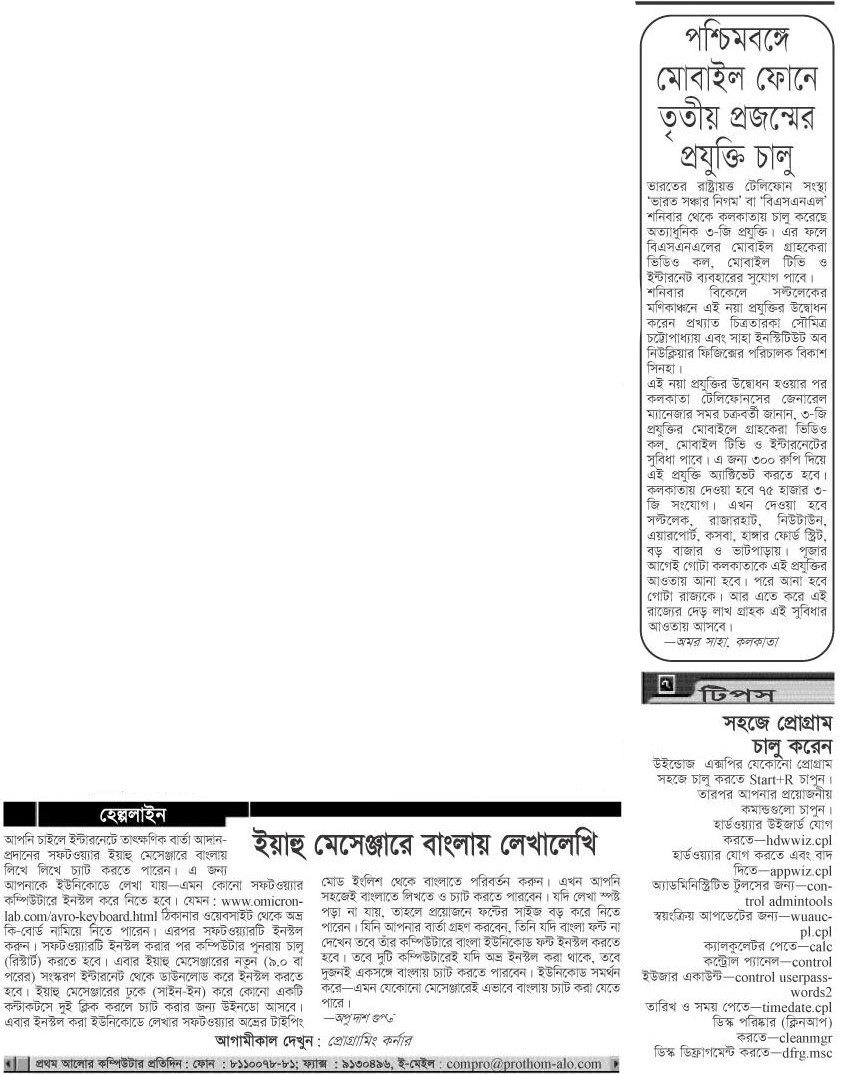 পশ্চিমবঙ্গে
মোবাইল ফোনে
তৃতীয় প্রজন্মের
প্রযুক্তি চালু
ভারতের রাষ্ট্রায়ত্ত টেলিফোন সংস্থা
‘ভারত সঞ্চার নিগম’ বা ‘বিএসএনএল’
শনিবার থেকে কলকাতায় চালু করেছে
অত্যাধুনিক ৩-জি প্রযুক্তি। এর ফলে
বিএসএনএলের মোবাইল গ্রাহকেরা
ভিডিও কল, মোবাইল টিভি ও
ইন্টারনেট ব্যবহারের সুযোগ পাবে।
শনিবার বিকেলে সল্টলেকের
মণিকাঞ্চনে এই নয়া প্রযুক্তির উদ্বোধন
করেন প্রখ্যাত চিত্রতারকা সৌমিত্র
চট্টোপাধ্যায় এবং সাহা ইনস্টিটিউট অব
নিউক্লিয়ার ফিজিক্সের পরিচালক বিকাশ
সিনহা।
এই নয়া প্রযুক্তির উদ্বোধন হওয়ার পর
কলকাতা টেলিফোনসের জেনারেল
ম্যানেজার সমর চক্রবর্তী জানান, ৩-জি
প্রযুক্তির মোবাইলে গ্রাহকেরা ভিডিও
কল, মোবাইল টিভি ও ইন্টারনেটের
সুবিধা পাবে। এ জন্য ৩০০ রুপি দিয়ে
এই প্রযুক্তি অ্যাক্টিভেট করতে হবে।
কলকাতায় দেওয়া হবে ৭৫ হাজার ৩-
জি সংযোগ। এখন দেওয়া হবে
সল্টলেক, রাজারহাট, নিউটাউন,
এয়ারপোর্ট, কসবা, হাঙ্গার ফোর্ড স্ট্রিট,
বড় বাজার ও ভাটপাড়ায়। পূজার
আগেই গোটা কলকাতাকে এই প্রযুক্তির
আওতায় আনা হবে। পরে আনা হবে
গোটা রাজ্যকে। আর এতে করে এই
রাজ্যের দেড় লাখ গ্রাহক এই সুবিধার
আওতায় আসবে।
—অমর সাহা, কলকাতা
টিপস
সহজে প্রোগ্রাম
চালু করেন
উইন্ডোজ এক্সপির যেকোনো প্রোগ্রাম
সহজে চালু করতে Start+R চাপুন।
তারপর আপনার প্রয়োজনীয়
কমান্ডগুলো চাপুন।
হার্ডওয়্যার উইজার্ড যোগ
করতে—hdwwiz.cpl
হার্ডওয়্যার যোগ করতে এবং বাদ
দিতে—appwiz.cpl
অ্যাডমিনিস্ট্রিটিভ টুলসের জন্য—con-
trol admintools
স্বয়ংক্রিয় আপডেটের জন্য—wuauc-
pl.cpl
ক্যালকুলেটর পেতে—calc
কন্ট্রোল প্যানেল—control
ইউজার একাউন্ট—control userpass-
words2
তারিখ ও সময় পেতে—timedate.cpl
ডিস্ক পরিষ্কার (ক্লিনআপ)
করতে—cleanmgr
ডিস্ক ডিফ্রাগমেন্ট করতে—dfrg.msc
হেল্পলাইন
ইয়াহু মেসেঞ্জারে বাংলায় লেখালেখি
আপনি চাইলে ইন্টারনেটে তাৎক্ষণিক বার্তা আদান-
প্রদানের সফটওয়্যার ইয়াহু মেসেঞ্জারে বাংলায়
লিখে লিখে চ্যাট করতে পারেন। এ জন্য
আপনাকে ইউনিকোডে লেখা যায়—এমন কোনো সফটওয়্যার
কম্পিউটারে ইনস্টল করে নিতে হবে। যেমন : www.omicron-
lab.com/avro-keyboard.html ঠিকানার ওয়েবসাইট থেকে অভ্র
কি-বোর্ড নামিয়ে নিতে পারেন। এরপর সফটওয়্যারটি ইনস্টল
করুন। সফটওয়্যারটি ইনস্টল করার পর কম্পিউটার পুনরায় চালু
(রিস্টার্ট) করতে হবে। এবার ইয়াহু মেসেঞ্জারের নতুন (৯.০ বা
পরের) সংস্করণ ইন্টারনেট থেকে ডাউনলোড করে ইনস্টল করতে
হবে। ইয়াহু মেসেঞ্জারের ঢুকে (সাইন-ইন) করে কোনো একটি
কন্টাকটসে দুই ক্লিক করলে চ্যাট করার জন্য উইনডো আসবে।
এবার ইনস্টল করা ইউনিকোডে লেখার সফটওয়্যার অভ্রের টাইপিং
মোড ইংলিশ থেকে বাংলাতে পরিবর্তন করুন। এখন আপনি
সহজেই বাংলাতে লিখতে ও চ্যাট করতে পারবেন। যদি লেখা স্পষ্ট
পড়া না যায়, তাহলে প্রয়োজনে ফন্টের সাইজ বড় করে নিতে
পারেন। যিনি আপনার বার্তা গ্রহণ করবেন, তিনি যদি বাংলা ফন্ট না
দেখেন তবে তাঁর কম্পিউটারে বাংলা ইউনিকোড ফন্ট ইনস্টল করতে
হবে। তবে দুটি কম্পিউটারেই যদি অভ্র ইনস্টল করা থাকে, তবে
দুজনই একসঙ্গে বাংলায় চ্যাট করতে পারবেন। ইউনিকোড সমর্থন
করে—এমন যেকোনো মেসেঞ্জারেই এভাবে বাংলায় চ্যাট করা যেতে
পারে।
—অপু দাশ গুপ্ত
আগামীকাল দেখুন : প্রোগ্রামিং কর্নার
প্রথম আলোর কম্পিউটার প্রতিদিন : ফোন : ৮১১০০৭৮-৮১; ফ্যাক্স : ৯১৩০৪৯৬, ই-মেইল : compro@prothom-alo.com